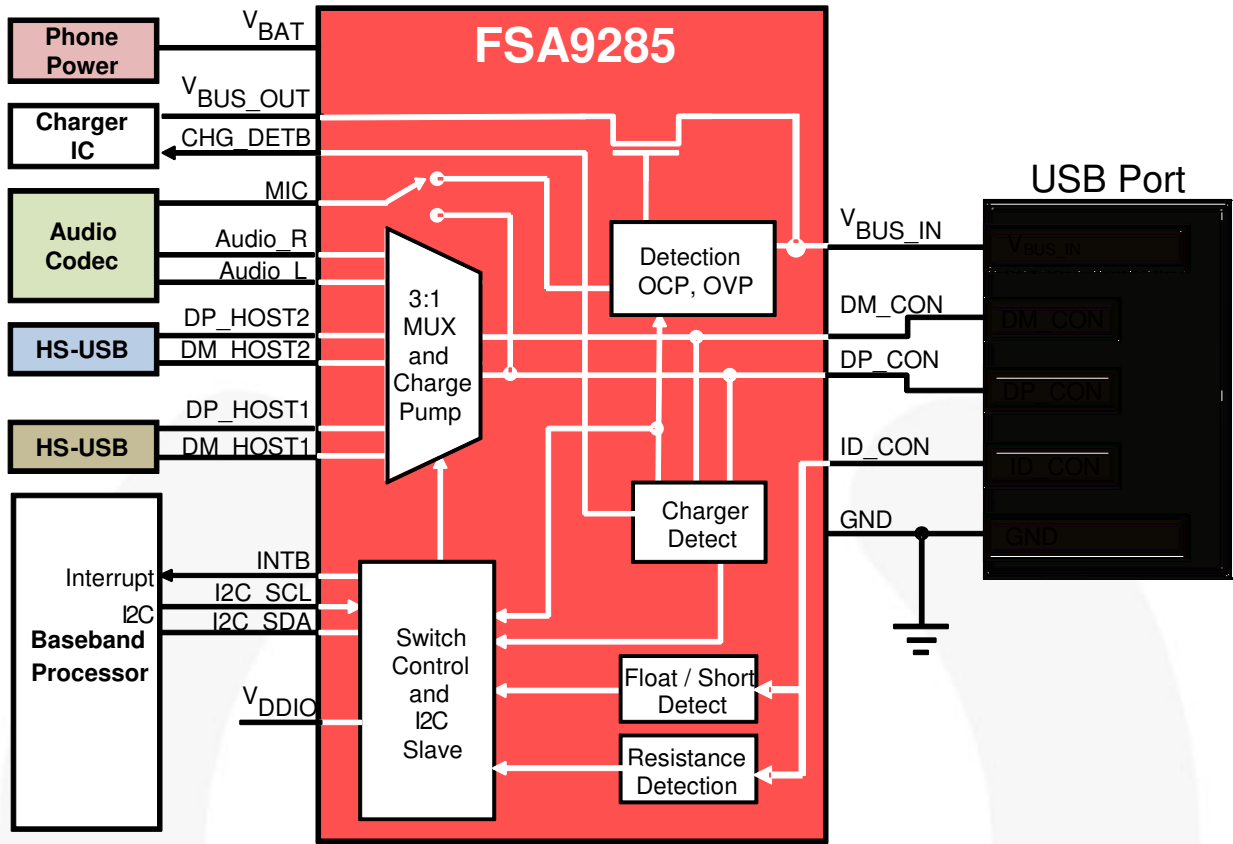 FSA9285
Phone
Power
VBAT
Charger
IC
VBUS_OUT
CHG_DETB
Audio
Codec
MIC
Audio_R
Audio_L
HS-USB
DP_HOST2
DM_HOST2
HS-USB
DP_HOST1
DM_HOST1
Interrupt
I2C
Baseband
Processor
INTB
I2C_SCL
I2C_SDA
VDDIO
3:1
MUX
and
Charge
Pump
Detection
OCP, OVP
Charger
Detect
Switch
Control
and
I2C
Slave
Float / Short
Detect
Resistance
Detection
VBUS_IN
DM_CON
DP_CON
ID_CON
GND
USB Port
VBUS_IN
DM_CON
DP_CON
ID_CON
GND